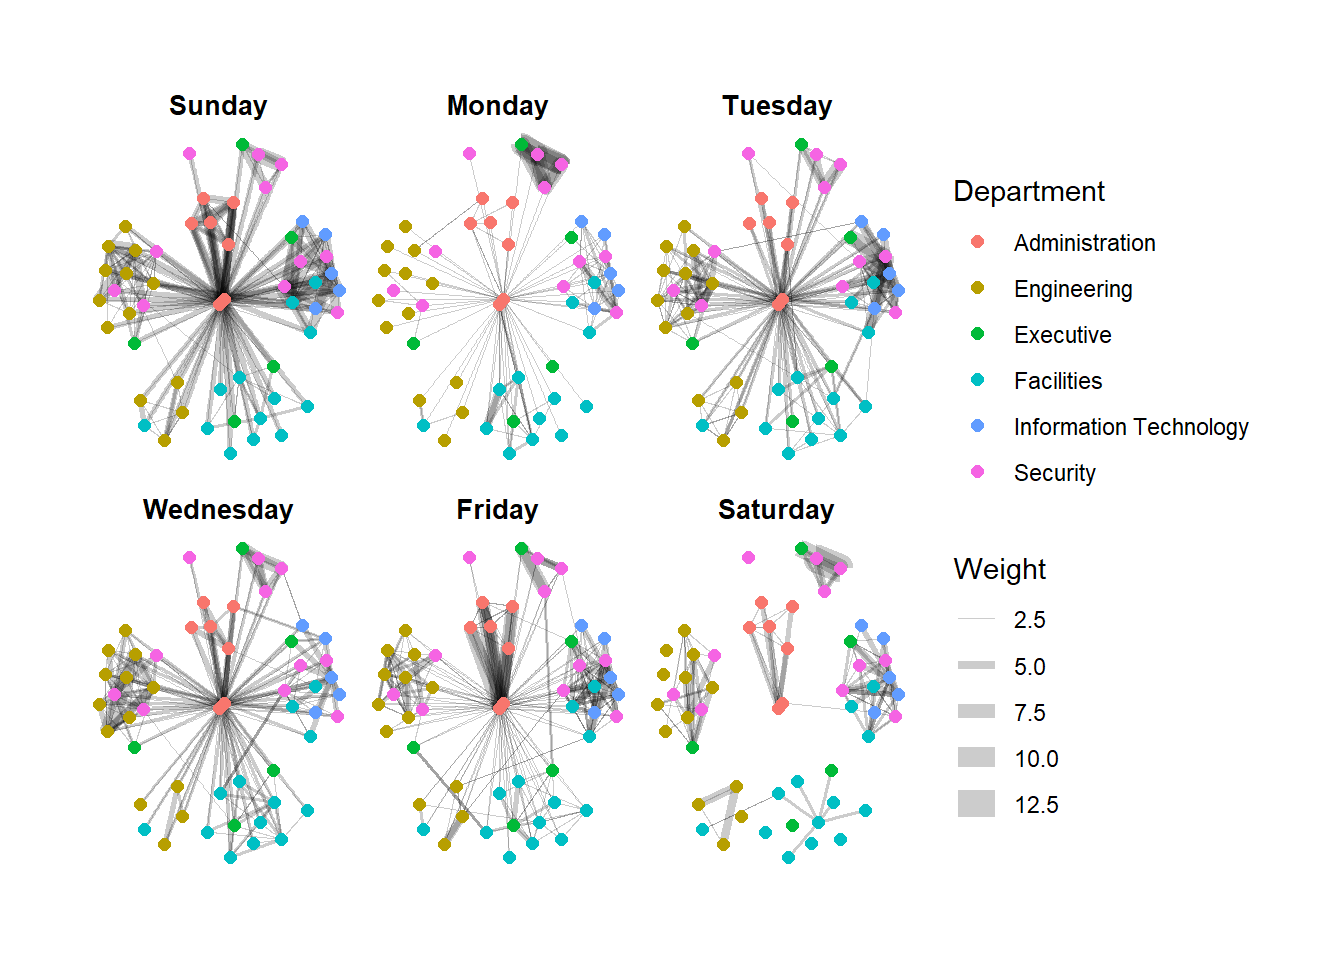 Sunday
Monday
Tuesday
Wednesday
Friday
Saturday
Department
Administration
Engineering
Executive
Facilities
Information Technology
Security
Weight
2.5
5.0
7.5
10.0
12.5